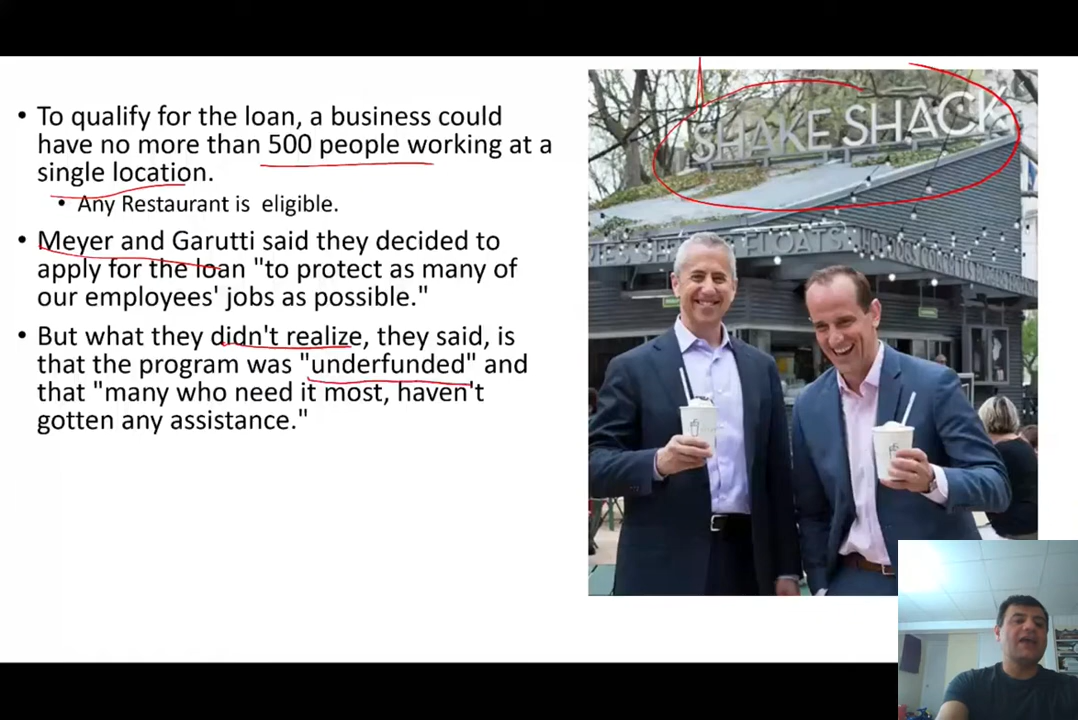 • To qualify for the loan, a business could
have no more than 500 people working at a
single location.
• Any Restaurant is eligible.
• Meyer and Garutti said they decided to
apply for the loan "to protect as many of
our employees' jobs as possible."
• But what they didn't realize, they said, is
that the program was "underfunded" and
that "many who need it most, haven't
gotten any assistance."
SHAKE SHACK
FLOATS